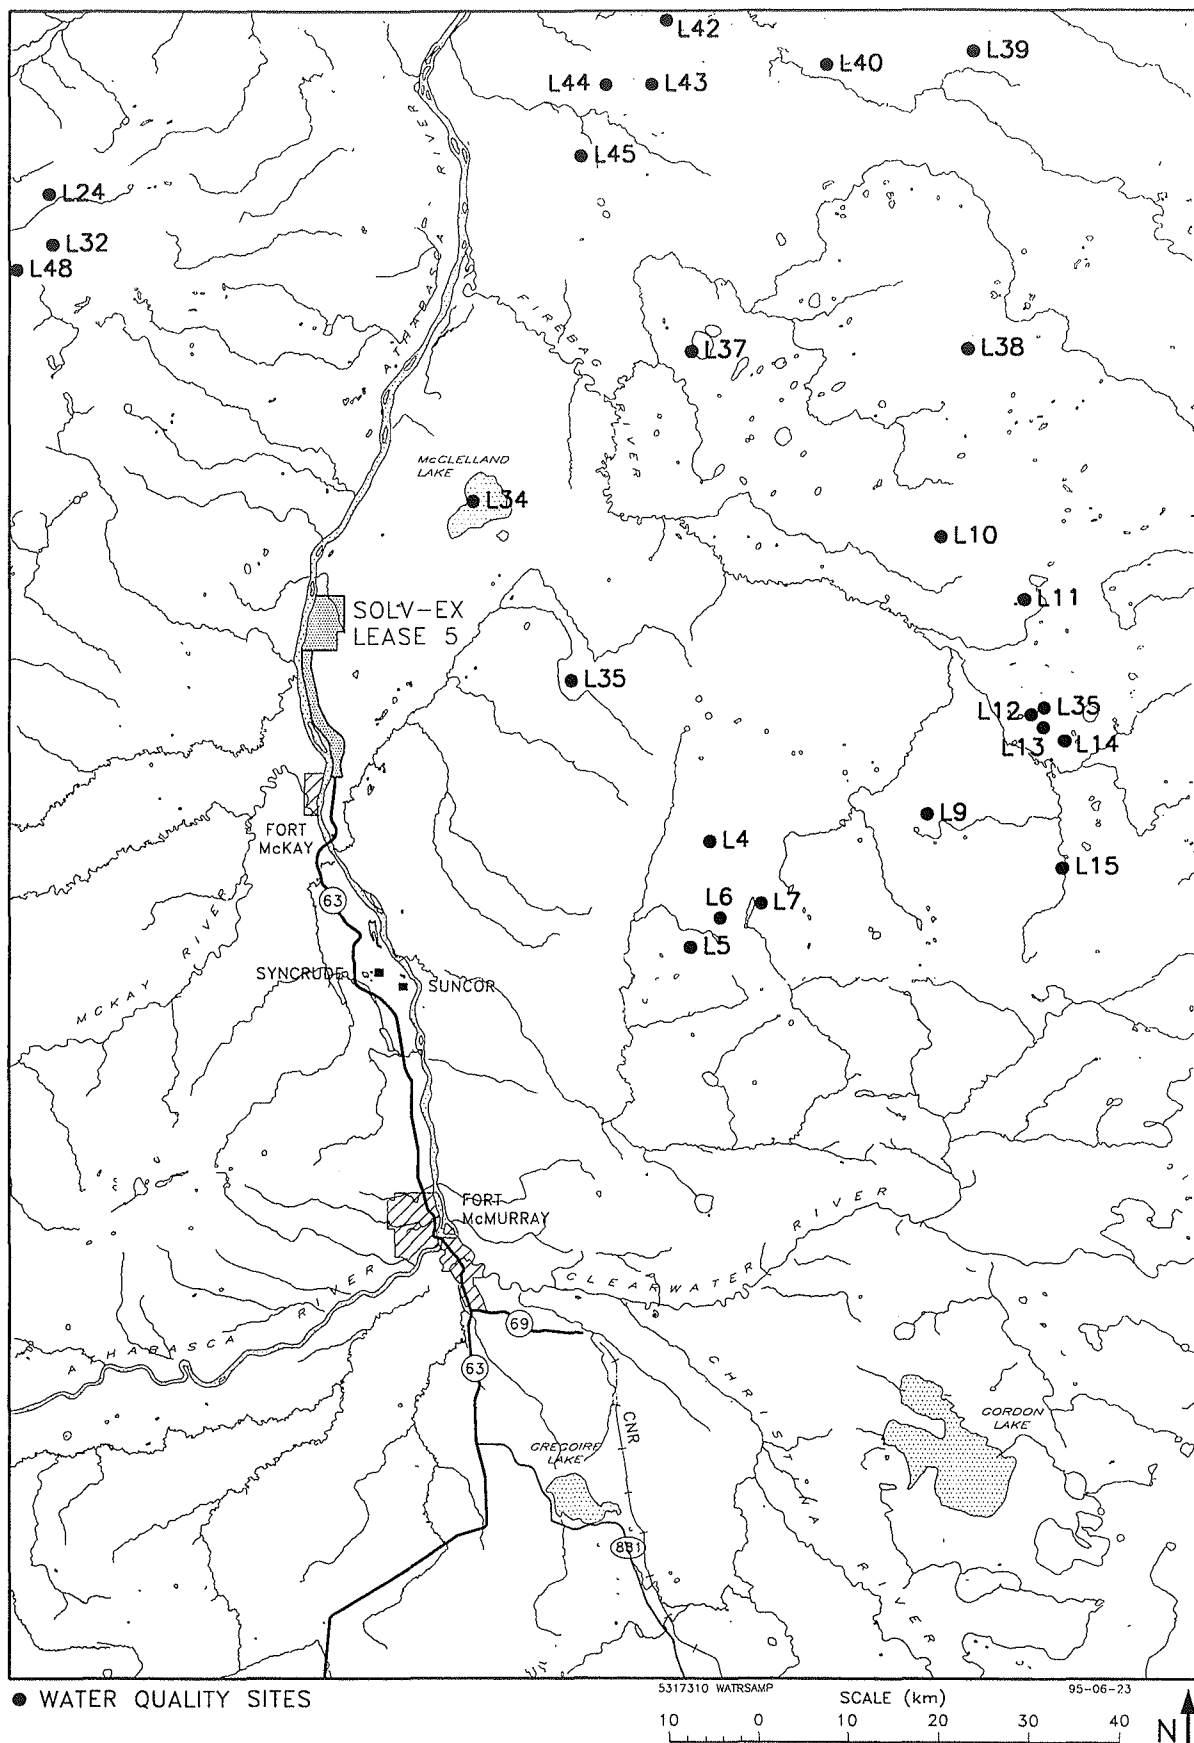 L42
L39
L40
L44
L43
L45
L24
L32
L48
ATHABASCA RIVER
FIREBAG RIVER
L37
L38
McCLELLAND
LAKE
L34
L10
SOLV-EX
LEASE 5
L11
L35
L12
L35
L13
L14
L9
FORT
McKAY
L4
L15
63
L6
L7
L5
MCKAY RIVER
SYNCRUDE
SUNCOR
FORT
McMURRAY
CLEARWATER RIVER
ATHABASCA RIVER
69
63
CHRISTINA RIVER
CNR
GORDON
LAKE
GREGOIRE
LAKE
881
WATER QUALITY SITES
5317310 WATRSAMP
SCALE (km)
95-06-23
10 0 10 20 30 40
N